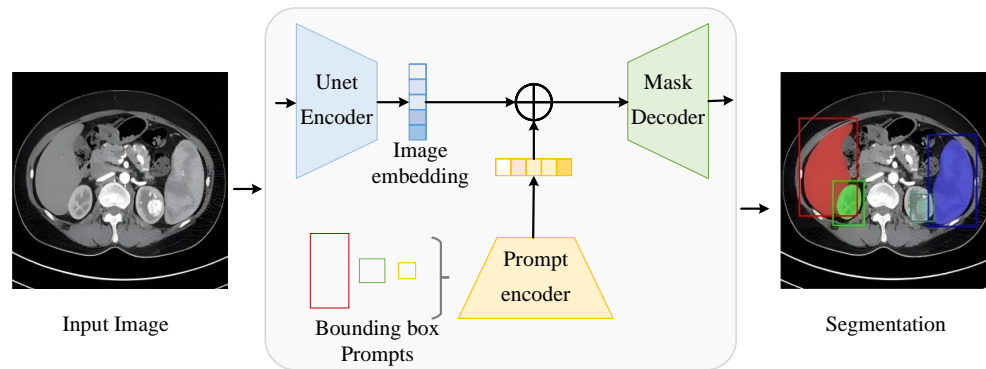 Unet
Encoder
Image
embedding
Mask
Decoder
Prompt
encoder
Bounding box
Prompts
Input Image
Segmentation